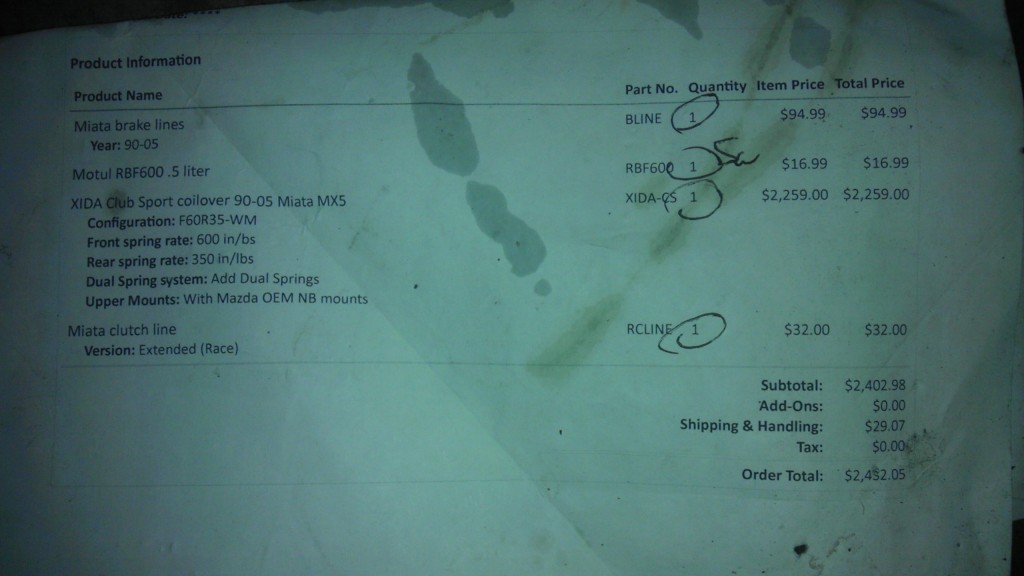 Product Information
Product Name Part No. Quantity Item Price Total Price
Miata brake lines BLINE 1 $94.99 $94.99
Year: 90-05
Motul RBF600 .5 liter RBF600 1 $16.99 $16.99
XIDA Club Sport coilover 90-05 Miata MX5 XIDA-CS 1 $2,259.00 $2,259.00
Configuration: F60R35-WM
Front spring rate: 600 in/bs
Rear spring rate: 350 in/lbs
Dual Spring system: Add Dual Springs
Upper Mounts: With Mazda OEM NB mounts
Miata clutch line RCLINE 1 $32.00 $32.00
Version: Extended (Race)
Subtotal: $2,402.98
Add-Ons: $0.00
Shipping & Handling: $29.07
Tax: $0.00
Order Total: $2,432.05